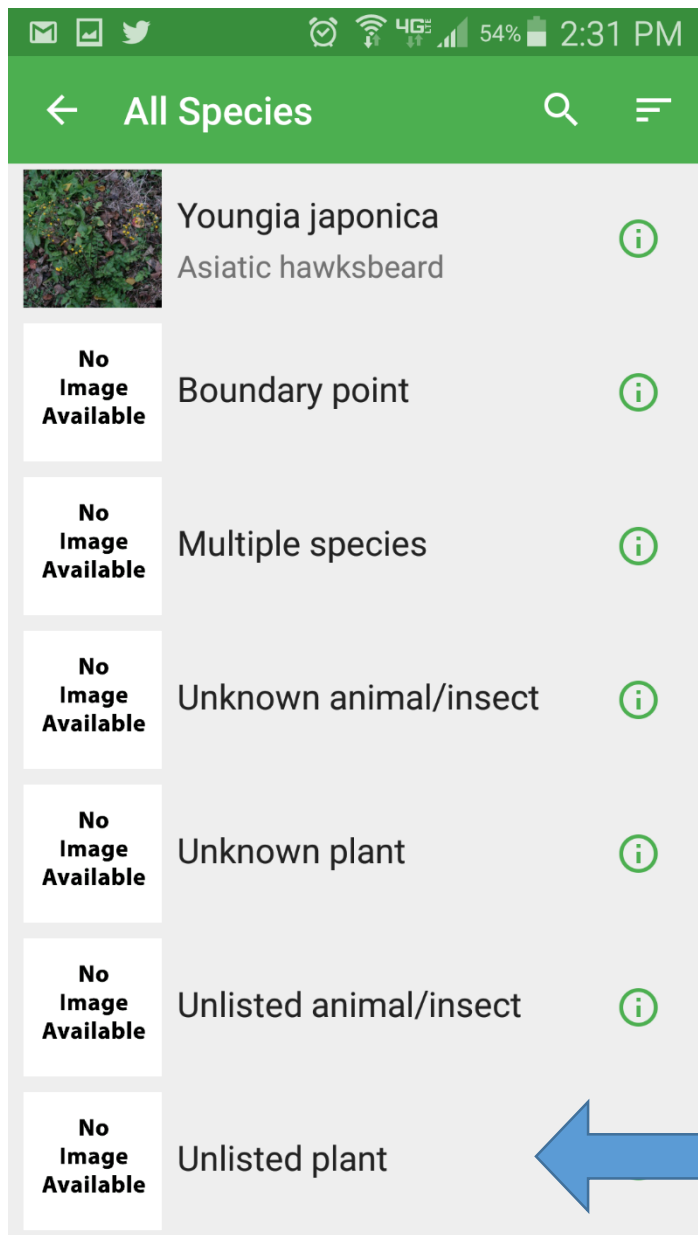 4G LTE 54% 2:31 PM
All Species
Youngia japonica
Asiatic hawksbeard
No
Image
Available
Boundary point
No
Image
Available
Multiple species
No
Image
Available
Unknown animal/insect
No
Image
Available
Unknown plant
No
Image
Available
Unlisted animal/insect
No
Image
Available
Unlisted plant